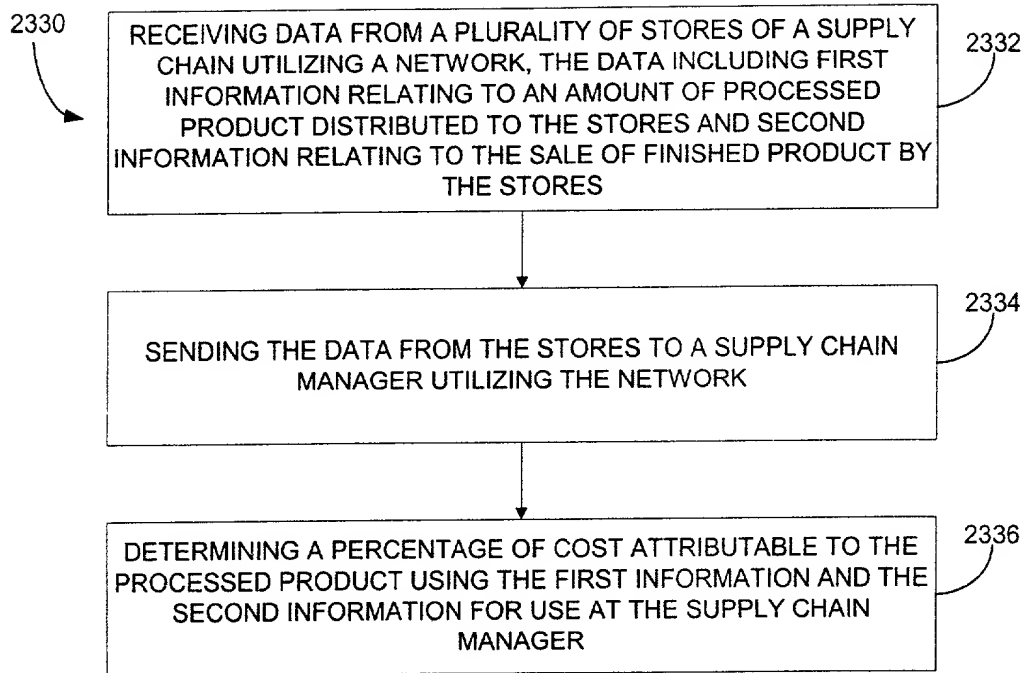 2330
RECEIVING DATA FROM A PLURALITY OF STORES OF A SUPPLY
CHAIN UTILIZING A NETWORK, THE DATA INCLUDING FIRST
INFORMATION RELATING TO AN AMOUNT OF PROCESSED
PRODUCT DISTRIBUTED TO THE STORES AND SECOND
INFORMATION RELATING TO THE SALE OF FINISHED PRODUCT BY
THE STORES
2332
SENDING THE DATA FROM THE STORES TO A SUPPLY CHAIN
MANAGER UTILIZING THE NETWORK
2334
DETERMINING A PERCENTAGE OF COST ATTRIBUTABLE TO THE
PROCESSED PRODUCT USING THE FIRST INFORMATION AND THE
SECOND INFORMATION FOR USE AT THE SUPPLY CHAIN
MANAGER
2336